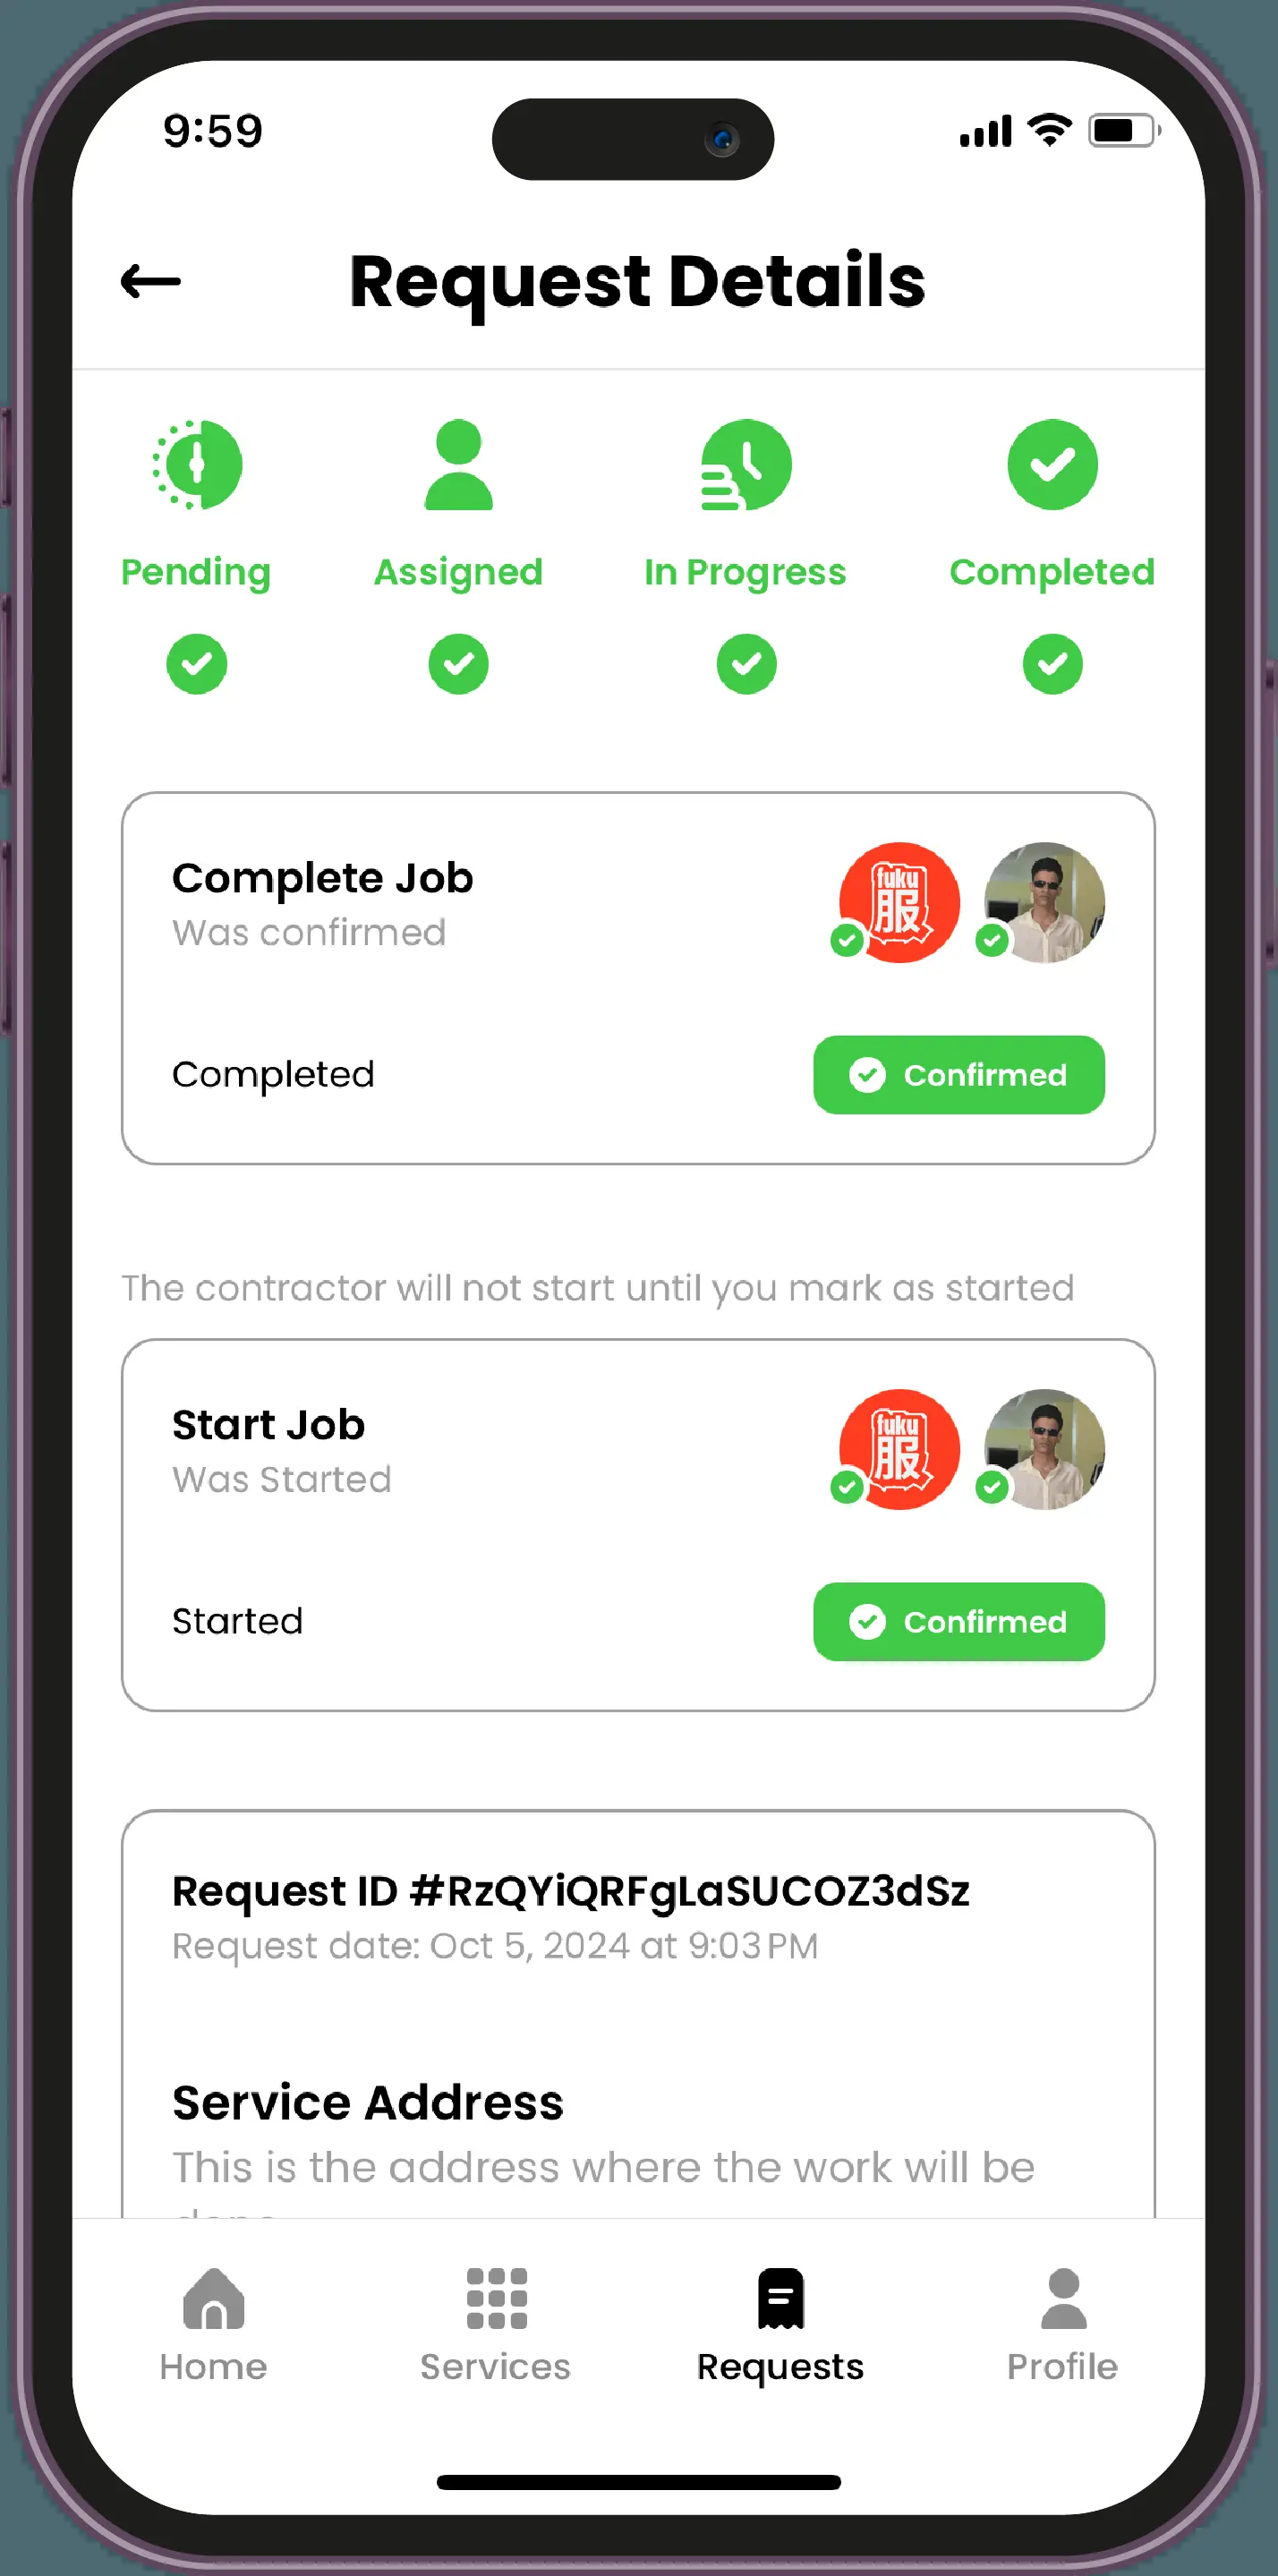 9:59
Request Details
Pending
Assigned
In Progress
Completed
Complete Job
Was confirmed
fuku
服
Completed
Confirmed
The contractor will not start until you mark as started
Start Job
Was Started
fuku
服
Started
Confirmed
Request ID #RzQYiQRFgLaSUCOZ3dSz
Request date: Oct 5, 2024 at 9:03 PM
Service Address
This is the address where the work will be
Home
Services
Requests
Profile